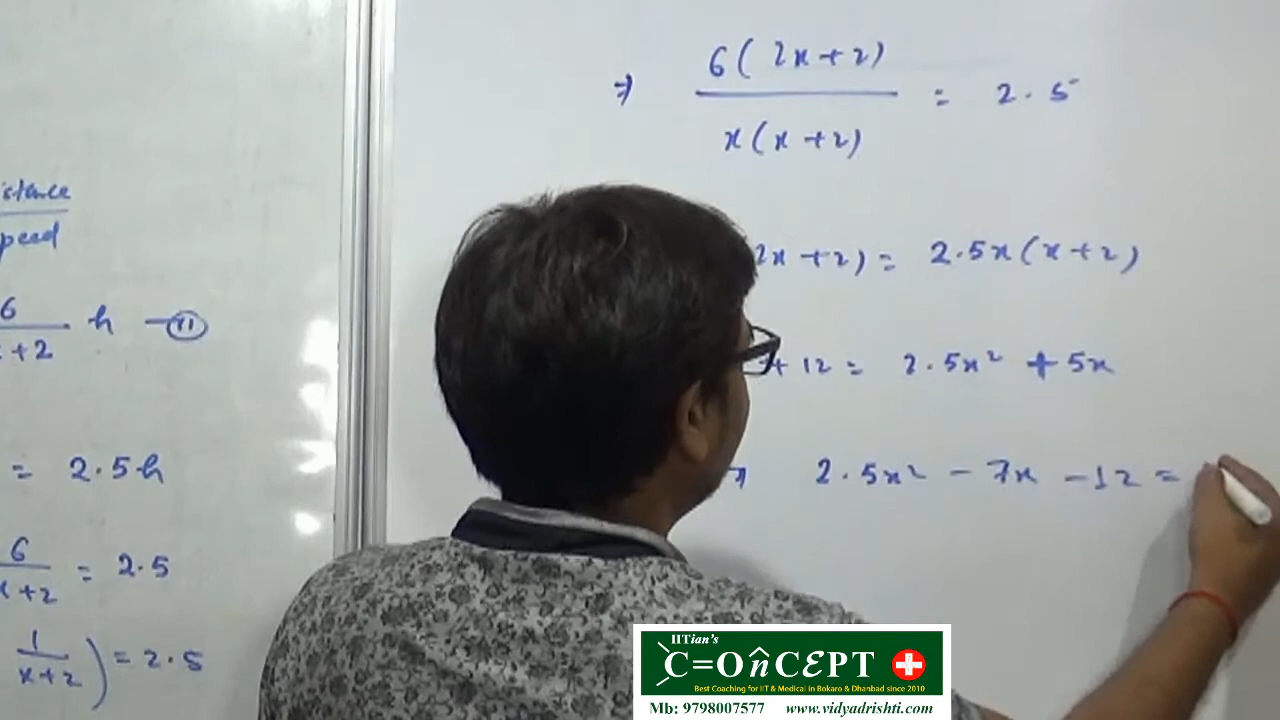 istance
peed
6
+2
h — (11)
= 2.5h
6
x+2
= 2.5
1
x+2
) = 2.5
⇒ 6(2x+2)
x(x+2)
= 2.5
2x+2) = 2.5x(x+2)
+ 12 = 2.5x² + 5x
⇒ 2.5x² - 7x - 12 =
IITian's
C=OnCEPT
Best Coaching for IIT & Medical in Bokaro & Dhanbad since 2010
Mb: 9798007577 www.vidyadrishti.com